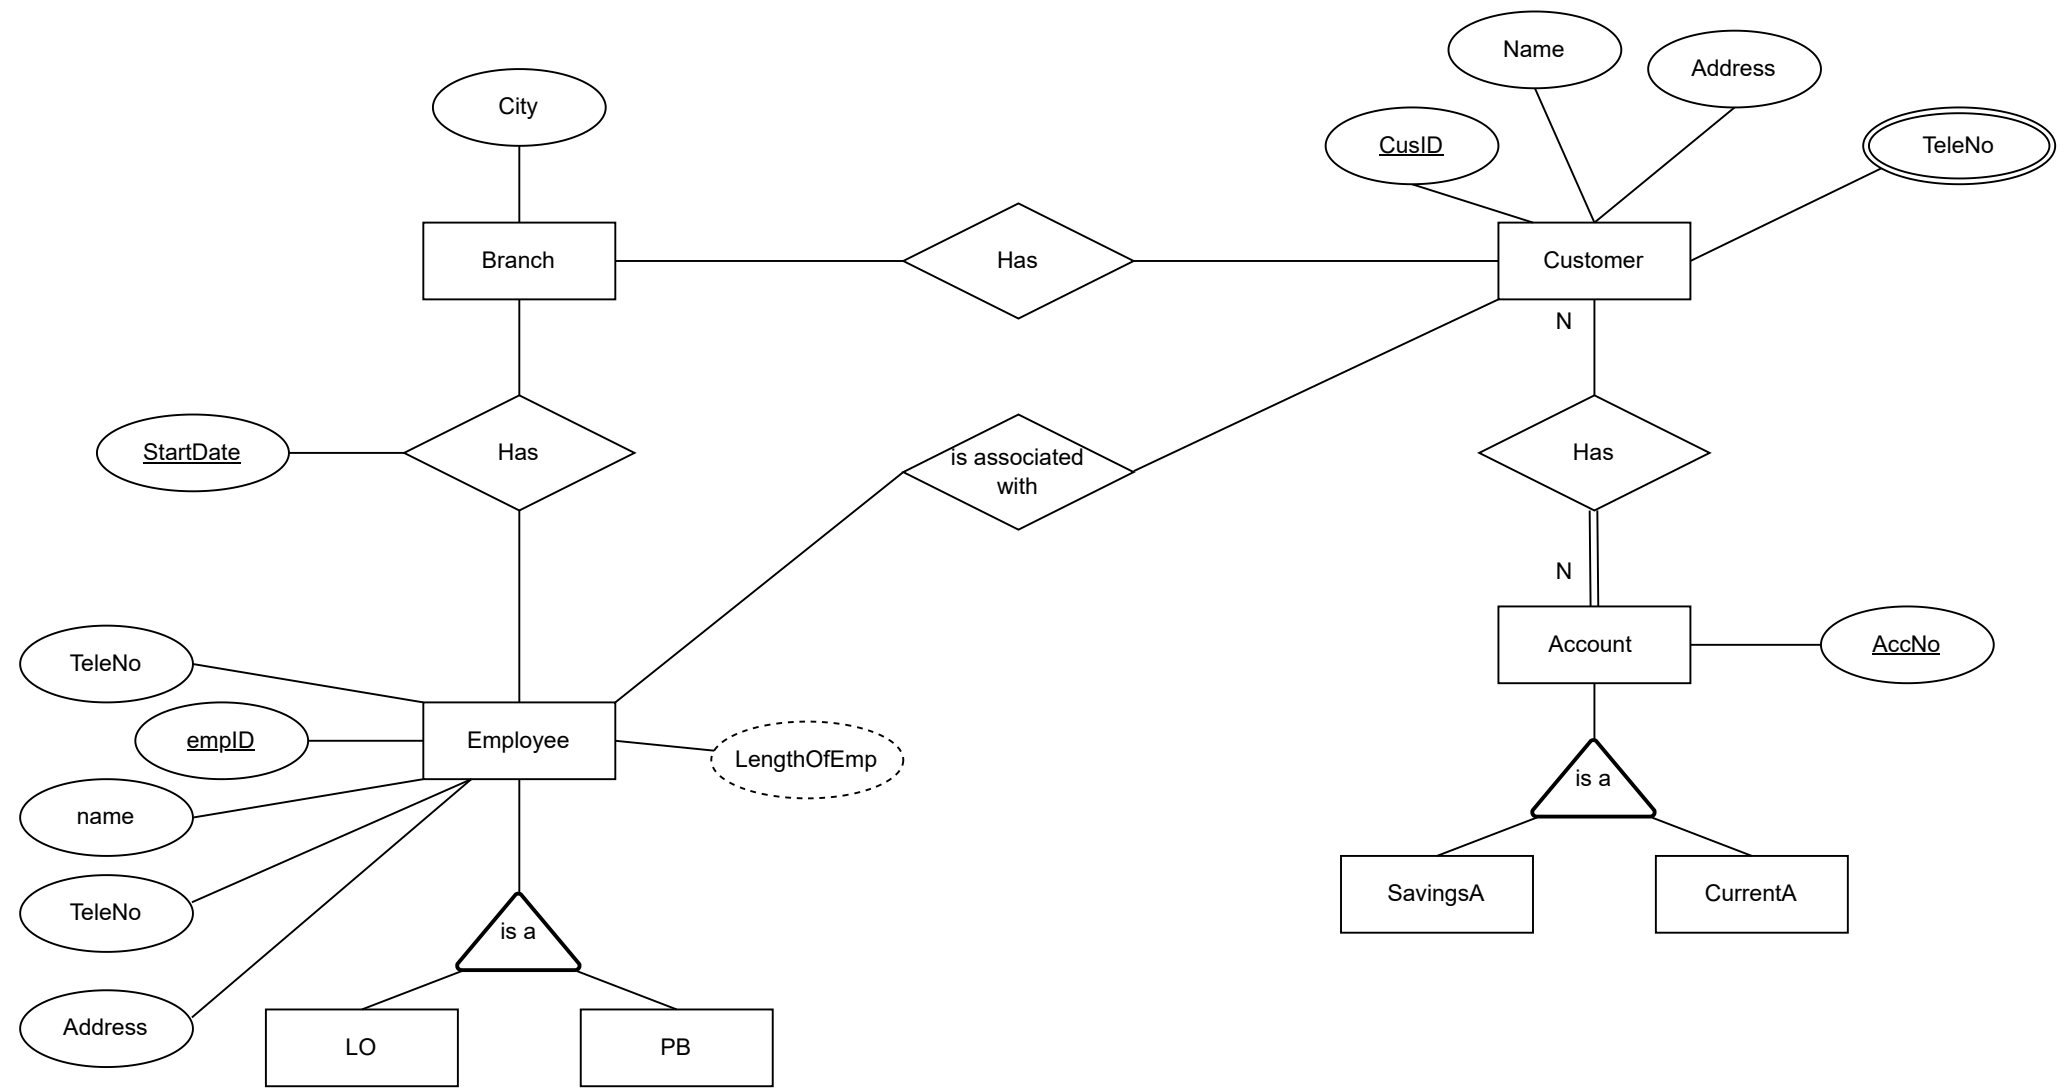 Name
Address
City
CusID
TeleNo
Branch
Has
Customer
N
StartDate
Has
is associated
with
Has
N
TeleNo
Account
AccNo
empID
Employee
LengthOfEmp
is a
name
TeleNo
is a
SavingsA
CurrentA
Address
LO
PB